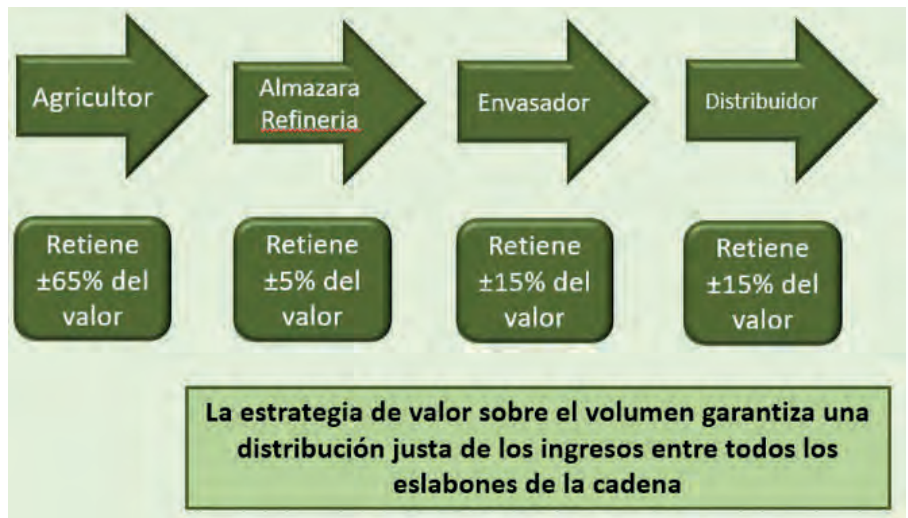 Agricultor
Almazara
Refineria
Envasador
Distribuidor
Retiene
±65% del
valor
Retiene
±5% del
valor
Retiene
±15% del
valor
Retiene
±15% del
valor
La estrategia de valor sobre el volumen garantiza una
distribución justa de los ingresos entre todos los
eslabones de la cadena